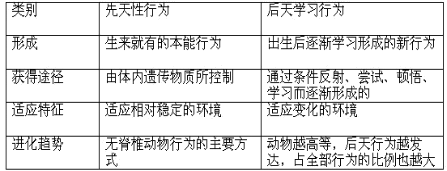 类别 先天性行为 后天学习行为
形成 生来就有的本能行为 出生后逐渐学习形成的新行为
获得途径 由体内遗传物质所控制 通过条件反射、尝试、顿悟、
学习而逐渐形成的
适应特征 适应相对稳定的环境 适应变化的环境
进化趋势 无脊椎动物行为的主要方 动物越高等，后天行为越发
式 达，占全部行为的比例也越大